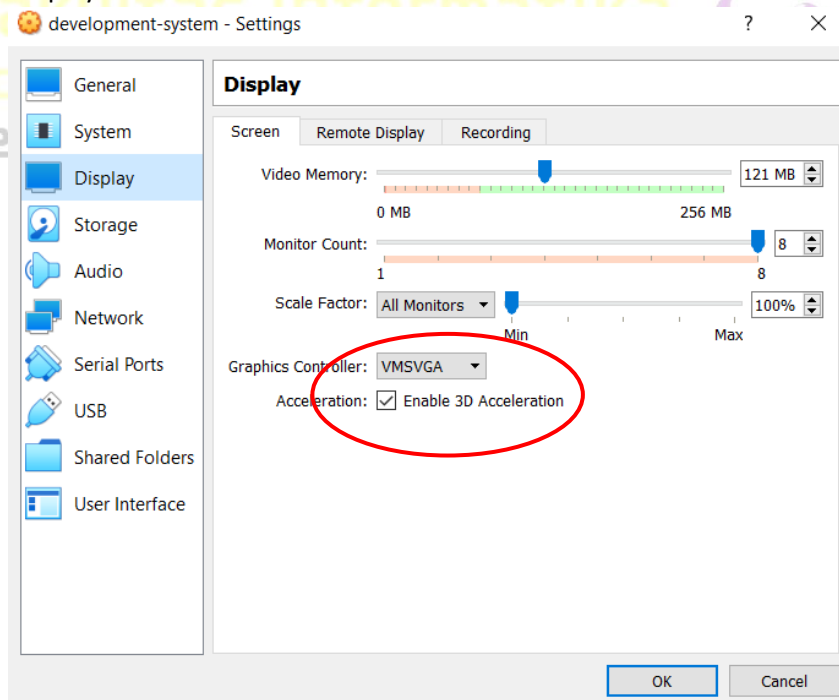 development-system - Settings ? ×
General
System
Display
Storage
Audio
Network
Serial Ports
USB
Shared Folders
User Interface
Display
Screen Remote Display Recording
Video Memory: 121 MB
0 MB 256 MB
Monitor Count: 8
1 8
Scale Factor: All Monitors 100%
Min Max
Graphics Controller: VMSVGA
Acceleration: Enable 3D Acceleration
OK Cancel